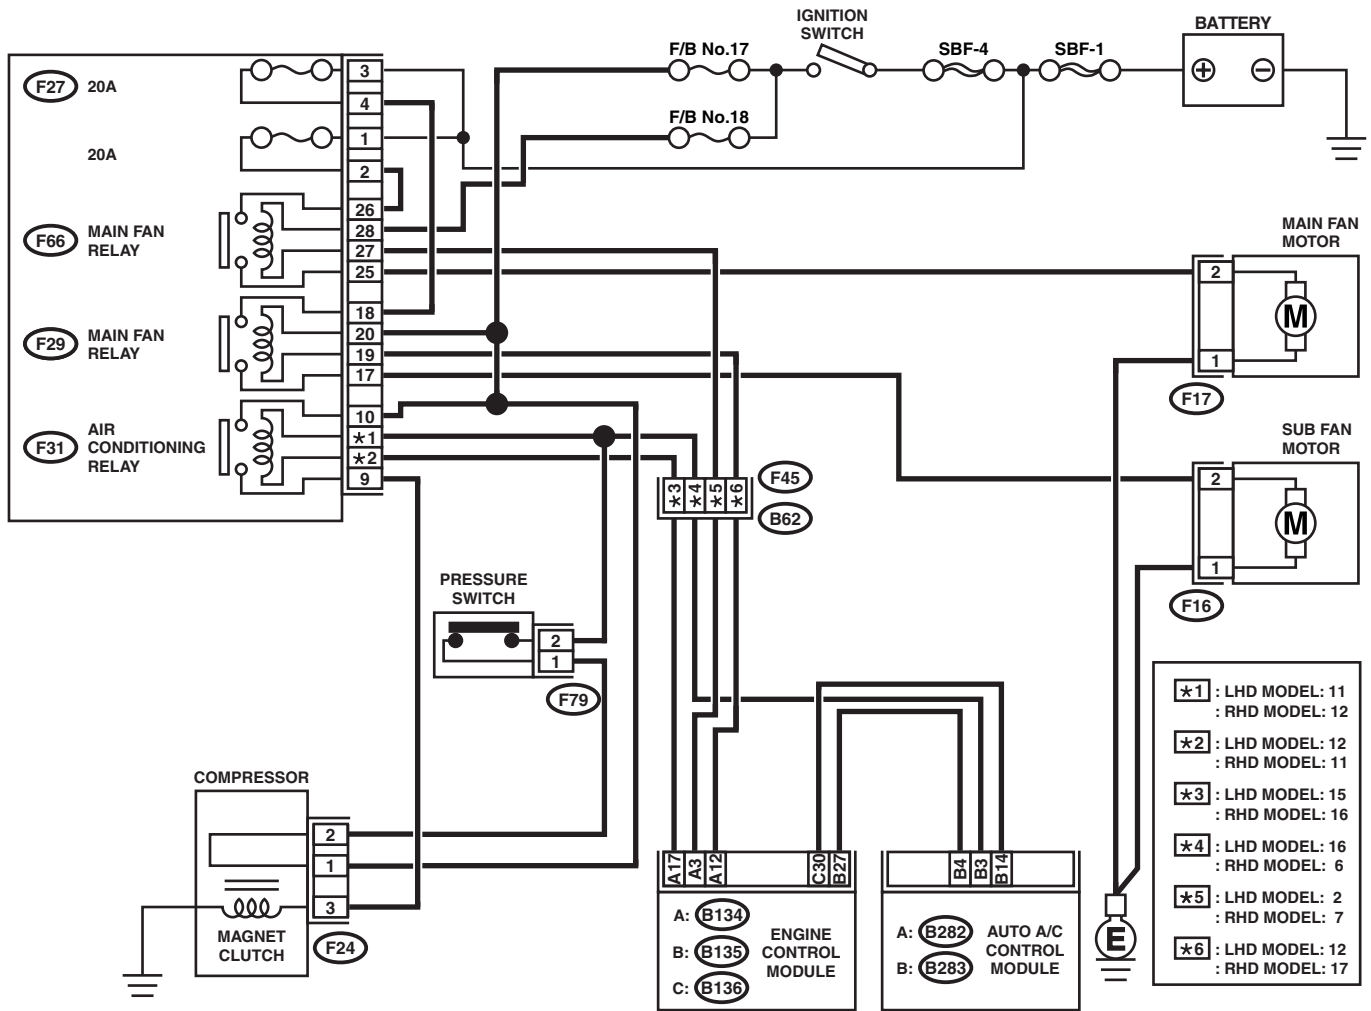 IGNITION
SWITCH
BATTERY
F/B No.17
SBF-4
SBF-1
F/B No.18
F27
20A
20A
F66
MAIN FAN
RELAY
F29
MAIN FAN
RELAY
F31
AIR
CONDITIONING
RELAY
3
4
1
2
26
28
27
25
18
20
19
17
10
*1
*2
9
+
−
MAIN FAN
MOTOR
2
M
1
F17
SUB FAN
MOTOR
2
M
1
F16
*3
*4
*5
*6
F45
B62
PRESSURE
SWITCH
2
1
F79
COMPRESSOR
2
1
3
MAGNET
CLUTCH
F24
A17
A3
A12
C30
B27
A: B134
B: B135
C: B136
ENGINE
CONTROL
MODULE
B4
B3
B14
A: B282
B: B283
AUTO A/C
CONTROL
MODULE
E
*1 : LHD MODEL: 11
: RHD MODEL: 12
*2 : LHD MODEL: 12
: RHD MODEL: 11
*3 : LHD MODEL: 15
: RHD MODEL: 16
*4 : LHD MODEL: 16
: RHD MODEL: 6
*5 : LHD MODEL: 2
: RHD MODEL: 7
*6 : LHD MODEL: 12
: RHD MODEL: 17